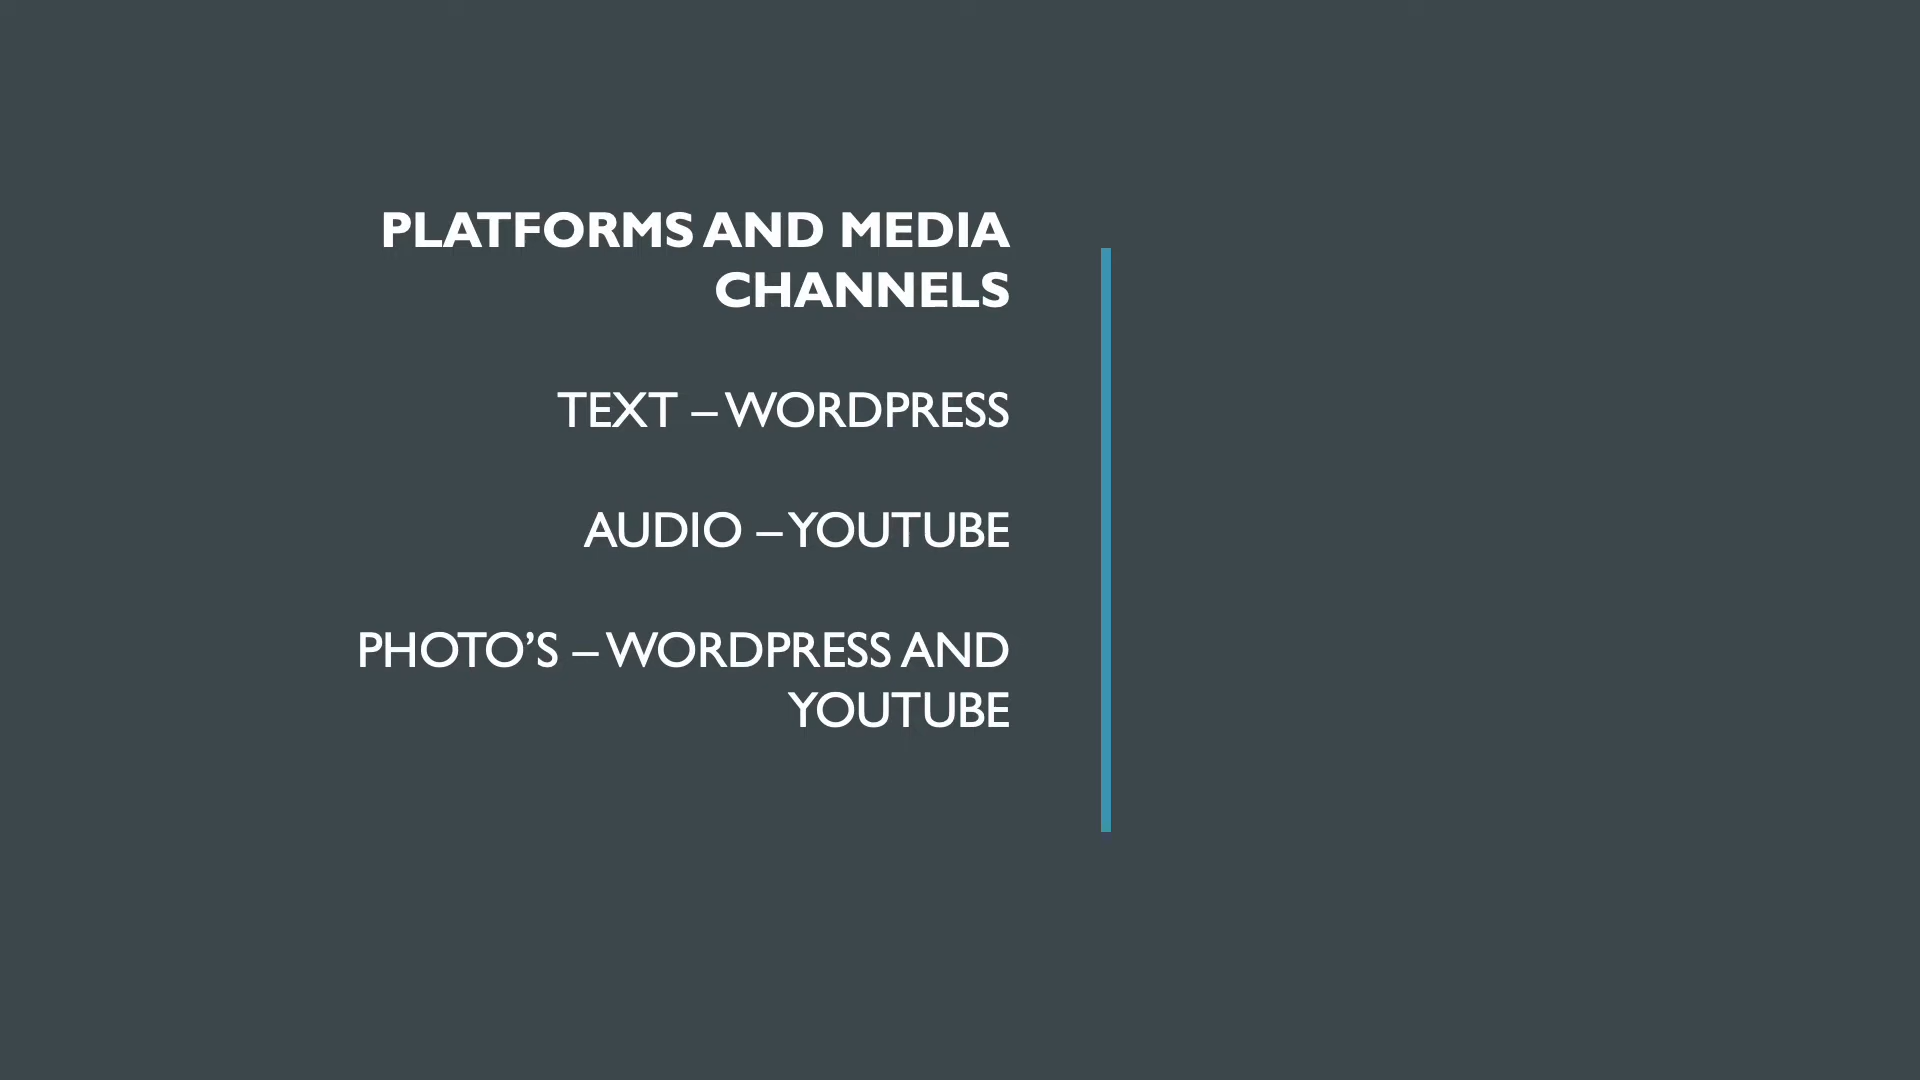 PLATFORMS AND MEDIA
CHANNELS
TEXT – WORDPRESS
AUDIO – YOUTUBE
PHOTO’S – WORDPRESS AND
YOUTUBE